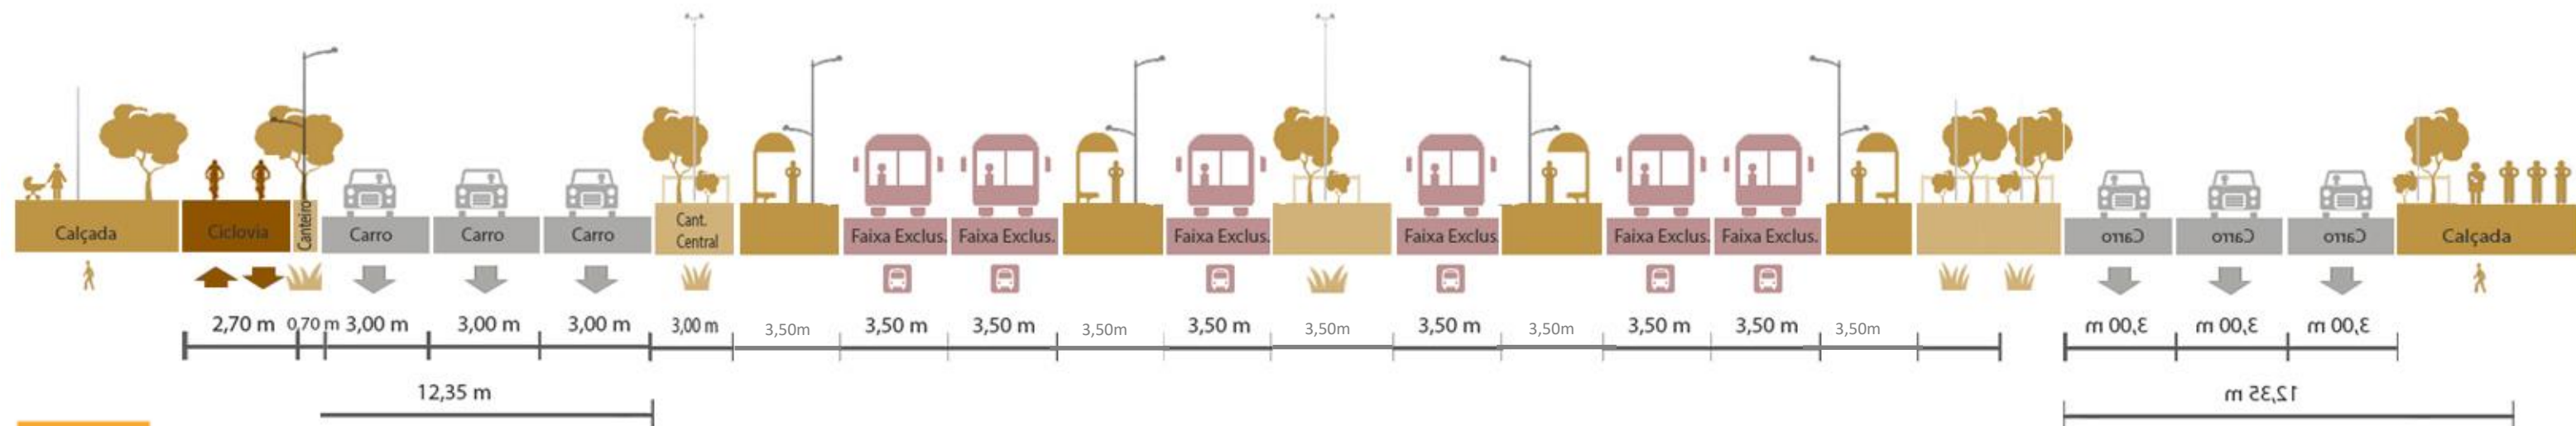 Calçada
Ciclovia
Canteiro
Carro
Carro
Carro
Cant.
Central
Faixa Exclus.
Faixa Exclus.
Faixa Exclus.
Faixa Exclus
Faixa Exclus.
Faixa Exclus.
Carro
Carro
Carro
Calçada
2,70 m
0,70 m
3,00 m
3,00 m
3,00 m
3,00 m
3,50m
3,50 m
3,50 m
3,50m
3,50 m
3,50m
3,50 m
3,50m
3,50 m
3,50 m
3,50m
3,00 m
3,00 m
3,00 m
12,35 m
12,35 m